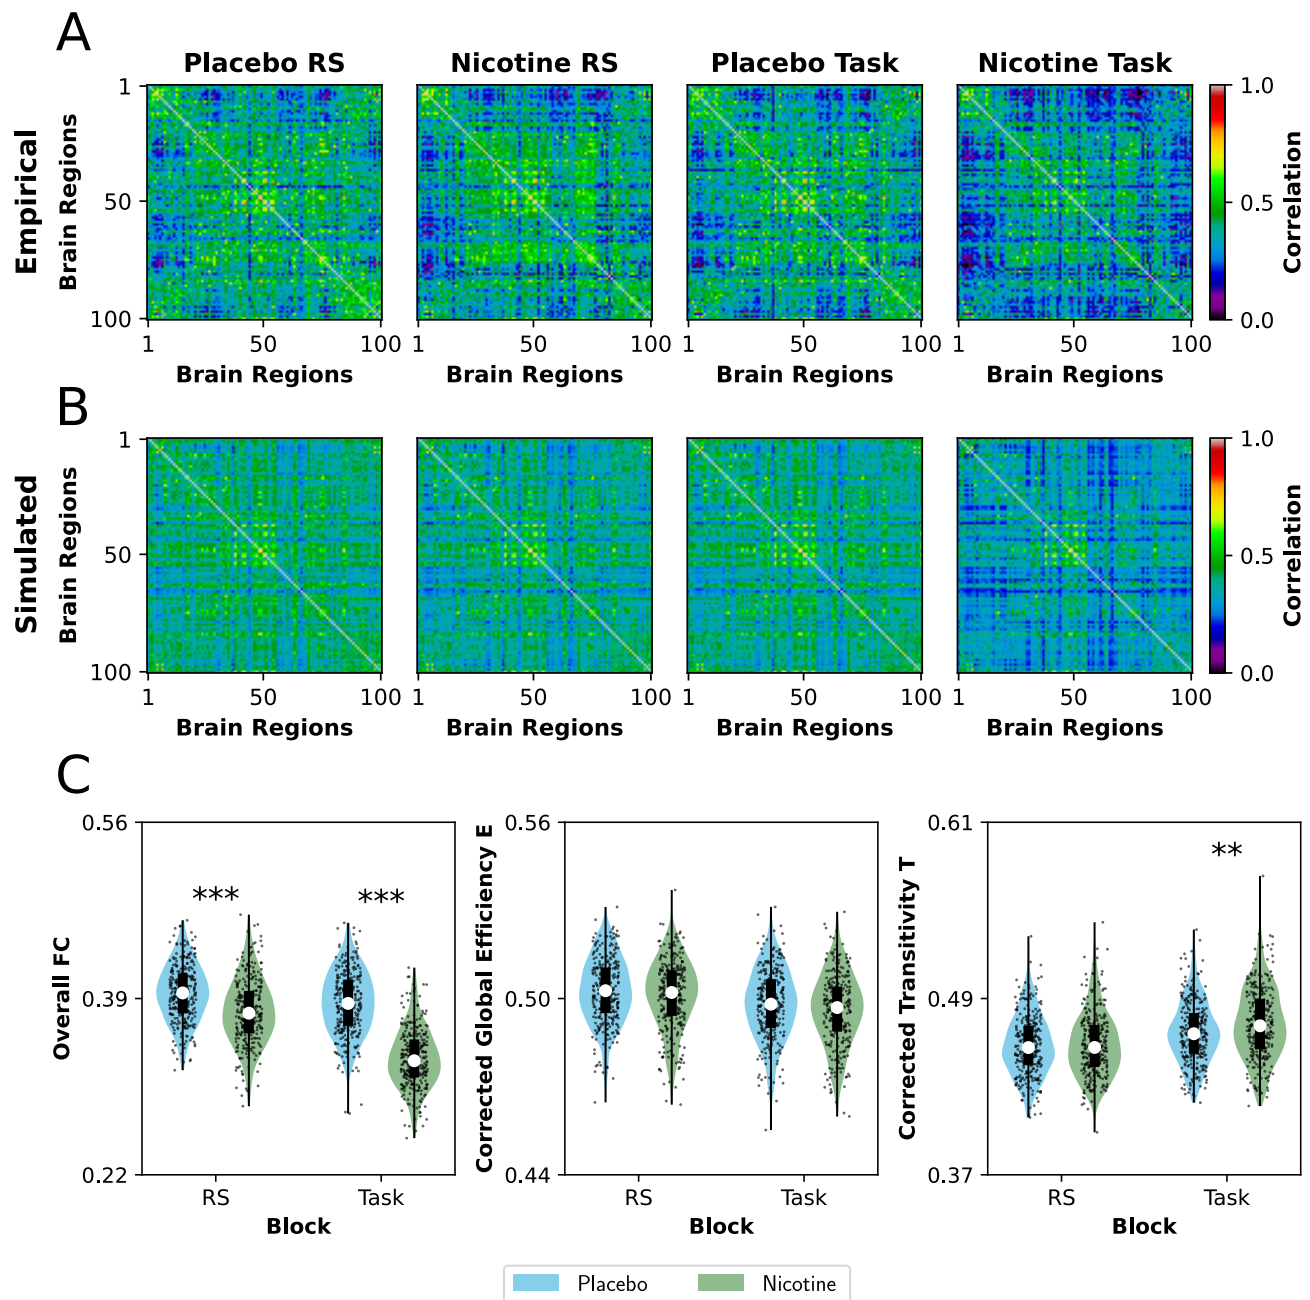 A
Placebo RS Nicotine RS Placebo Task Nicotine Task
Empirical
Brain Regions
1
50
100
1 50 100
1 50 100
1 50 100
1 50 100
Brain Regions Brain Regions Brain Regions Brain Regions
1.0
0.5
0.0
Correlation
B
Simulated
Brain Regions
1
50
100
1 50 100
1 50 100
1 50 100
1 50 100
Brain Regions Brain Regions Brain Regions Brain Regions
1.0
0.5
0.0
Correlation
C
Overall FC
0.56
0.39
0.22
*** ***
RS Task
Block
Corrected Global Efficiency E
0.56
0.50
0.44
RS Task
Block
Corrected Transitivity T
0.61
0.49
0.37
**
RS Task
Block
Placebo Nicotine